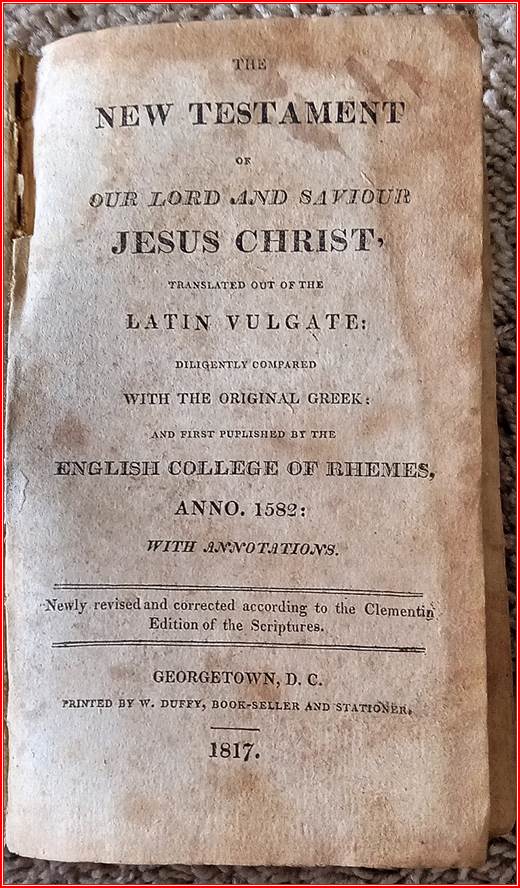 THE
NEW TESTAMENT
OF
OUR LORD AND SAVIOUR
JESUS CHRIST,
TRANSLATED OUT OF THE
LATIN VULGATE:
DILIGENTLY COMPARED
WITH THE ORIGINAL GREEK:
AND FIRST PUPLISHED BY THE
ENGLISH COLLEGE OF RHEMES,
ANNO. 1582:
WITH ANNOTATIONS.
Newly revised and corrected according to the Clementin
Edition of the Scriptures.
GEORGETOWN, D. C.
PRINTED BY W. DUFFY, BOOK-SELLER AND STATIONER.
1817.